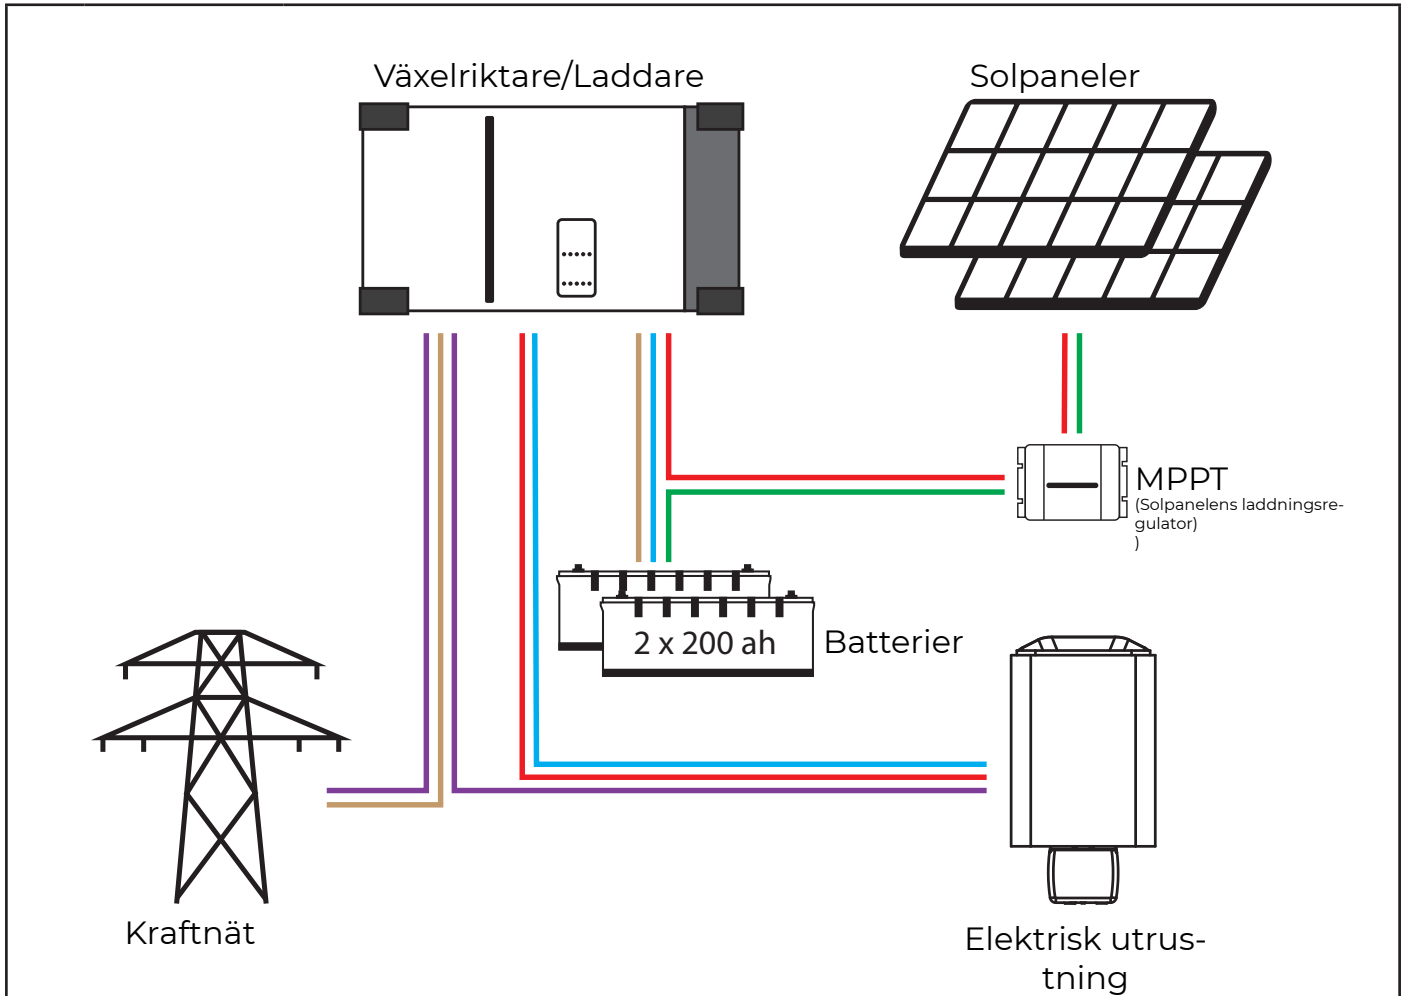 Växelriktare/Laddare
Solpaneler
MPPT
(Solpanelens laddningsre-
gulator)
)
2 x 200 ah
Batterier
Kraftnät
Elektrisk utrus-
tning